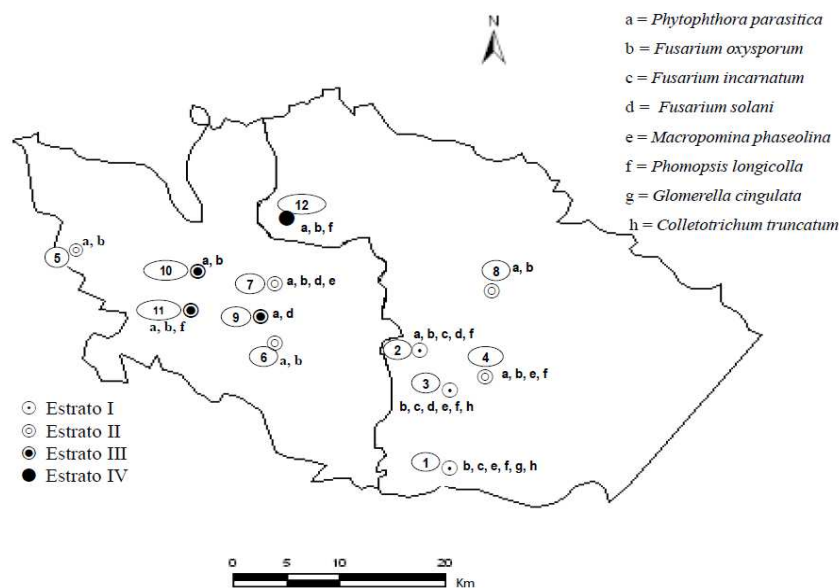 N
a = Phytophthora parasitica
b = Fusarium oxysporum
c = Fusarium incarnatum
d = Fusarium solani
e = Macropomina phaseolina
f = Phomopsis longicolla
g = Glomerella cingulata
h = Colletotrichum truncatum
12
a, b, f
5
a, b
10
a, b
7
a, b, d, e
8
a, b
11
a, b, f
9
a, d
6
a, b
2
a, b, c, d, f
4
a, b, e, f
3
b, c, d, e, f, h
1
b, c, e, f, g, h
Estrato I
Estrato II
Estrato III
Estrato IV
0 5 10 20
Km